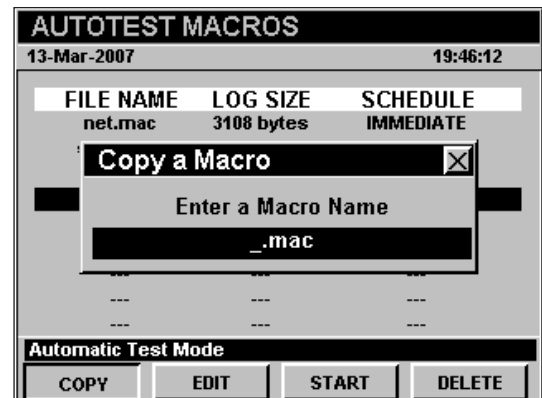 AUTOTEST MACROS
13-Mar-2007 19:46:12
FILE NAME LOG SIZE SCHEDULE
net.mac 3108 bytes IMMEDIATE
Copy a Macro
Enter a Macro Name
_.mac
--- --- ---
--- --- ---
--- --- ---
Automatic Test Mode
COPY EDIT START DELETE